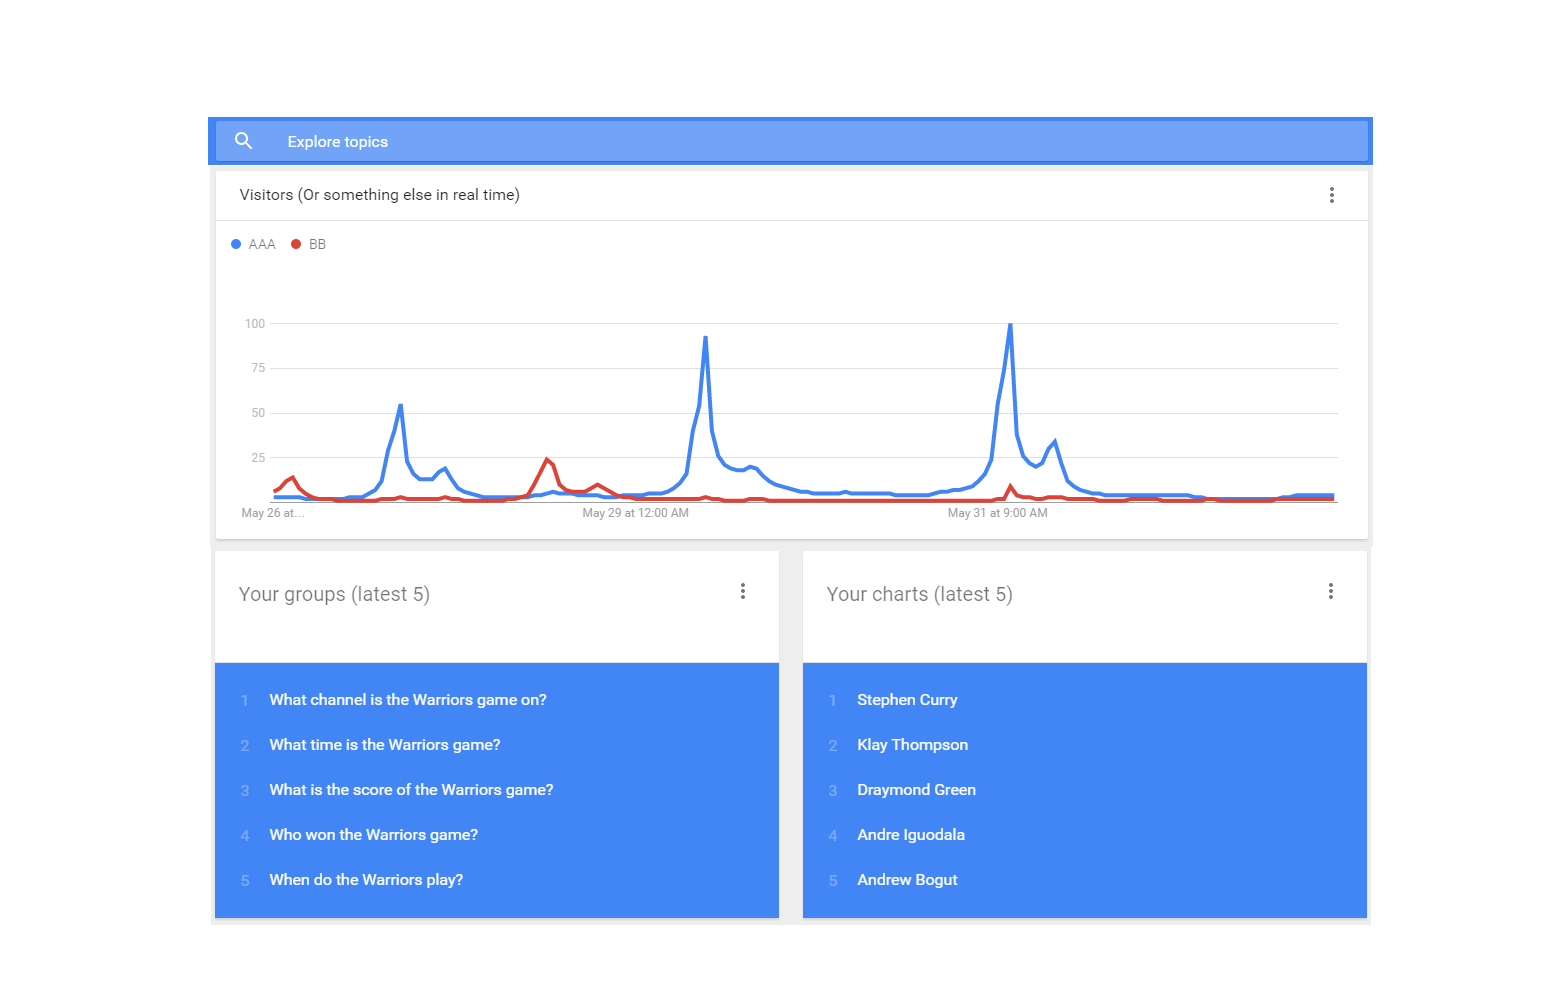 Explore topics
Visitors (Or something else in real time)
AAA BB
100
75
50
25
May 26 at... May 29 at 12:00 AM May 31 at 9:00 AM
Your groups (latest 5)
1 What channel is the Warriors game on?
2 What time is the Warriors game?
3 What is the score of the Warriors game?
4 Who won the Warriors game?
5 When do the Warriors play?
Your charts (latest 5)
1 Stephen Curry
2 Klay Thompson
3 Draymond Green
4 Andre Iguodala
5 Andrew Bogut